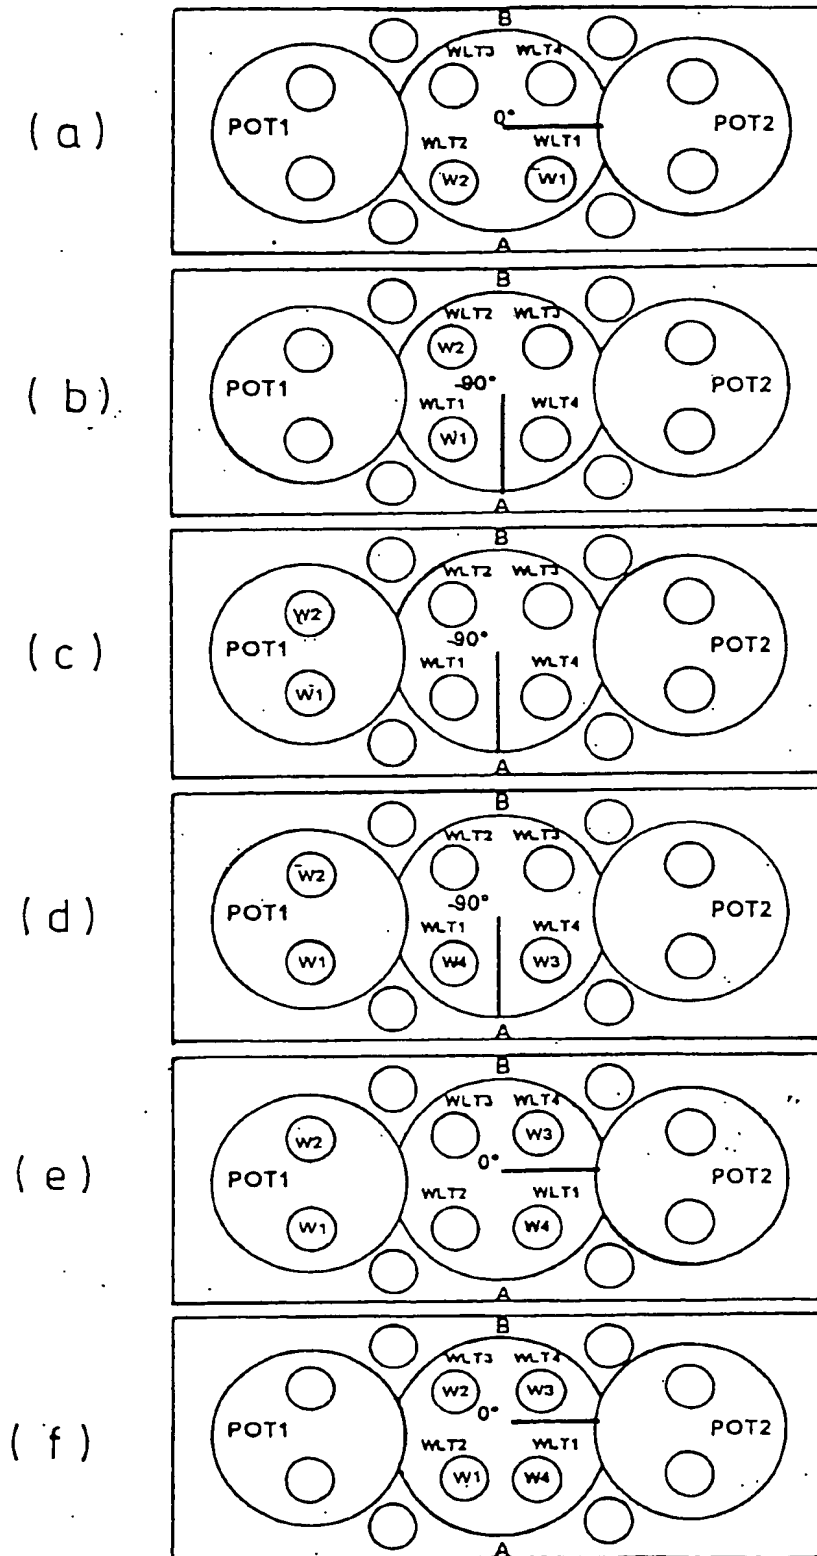 (a)
B
WLT3 WLT4
POT1 0° POT2
WLT2 WLT1
W2 W1
A
(b)
B
WLT2 WLT3
W2
POT1 -90° POT2
WLT1 WLT4
W1
A
(c)
B
WLT2 WLT3
W2
POT1 -90° POT2
WLT1 WLT4
W1
A
(d)
B
WLT2 WLT3
W2
POT1 -90° POT2
WLT1 WLT4
W1 W4 W3
A
(e)
B
WLT3 WLT4
W2 W3
POT1 0° POT2
WLT2 WLT1
W1 W4
A
(f)
B
WLT3 WLT4
W2 W3
POT1 0° POT2
WLT2 WLT1
W1 W4
A